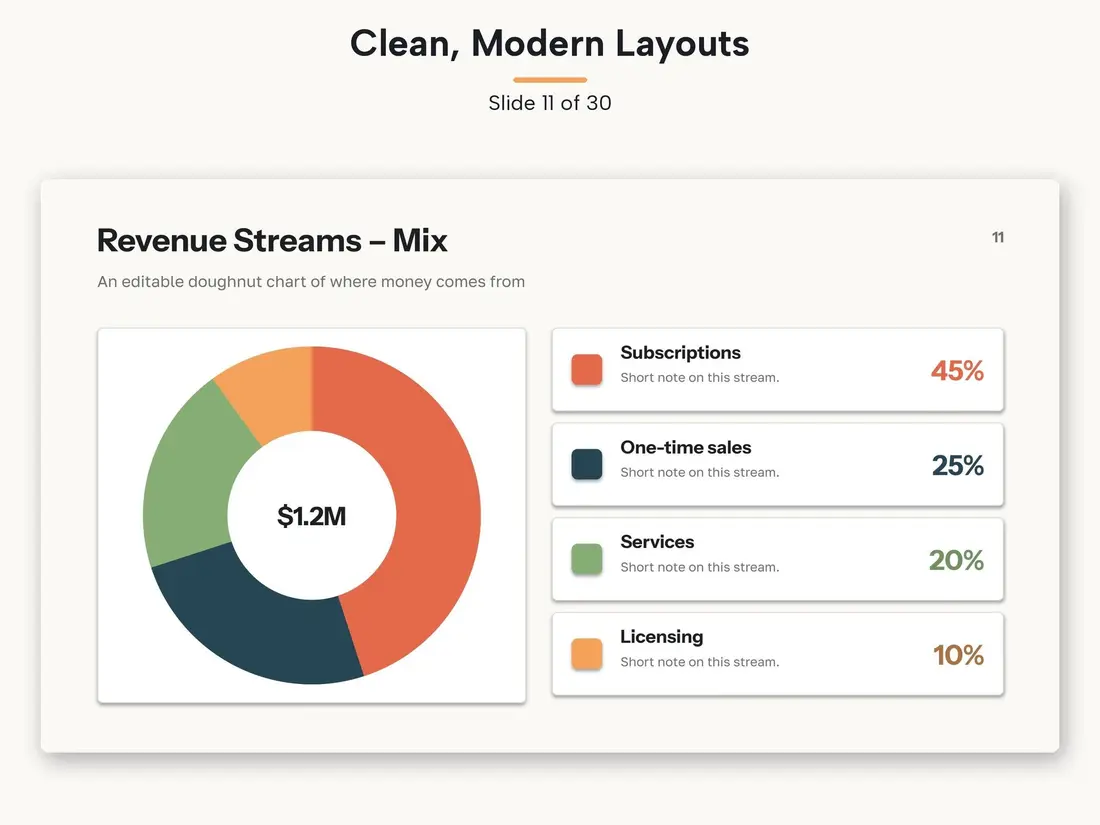 Clean, Modern Layouts
Slide 11 of 30
Revenue Streams – Mix
11
An editable doughnut chart of where money comes from
$1.2M
Subscriptions
Short note on this stream.
45%
One-time sales
Short note on this stream.
25%
Services
Short note on this stream.
20%
Licensing
Short note on this stream.
10%